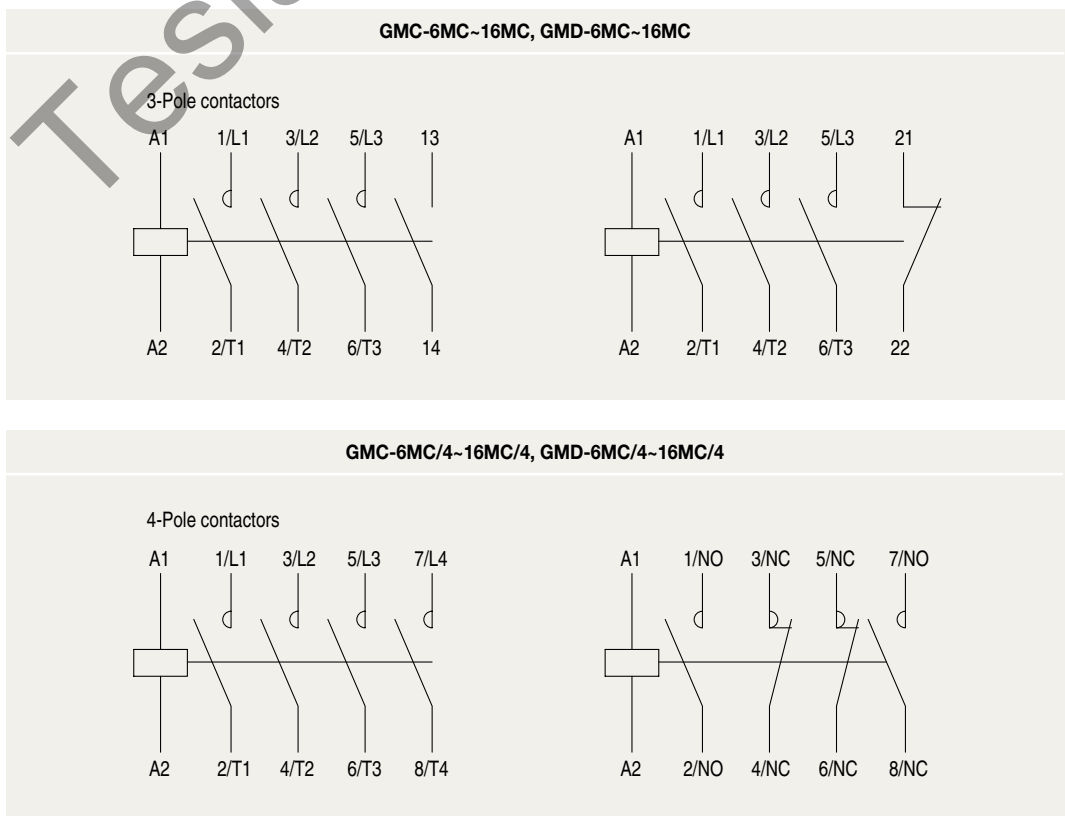 GMC-6MC~16MC, GMD-6MC~16MC
3-Pole contactors
A1 1/L1 3/L2 5/L3 13
A2 2/T1 4/T2 6/T3 14
A1 1/L1 3/L2 5/L3 21
A2 2/T1 4/T2 6/T3 22
GMC-6MC/4~16MC/4, GMD-6MC/4~16MC/4
4-Pole contactors
A1 1/L1 3/L2 5/L3 7/L4
A2 2/T1 4/T2 6/T3 8/T4
A1 1/NO 3/NC 5/NC 7/NO
A2 2/NO 4/NC 6/NC 8/NC